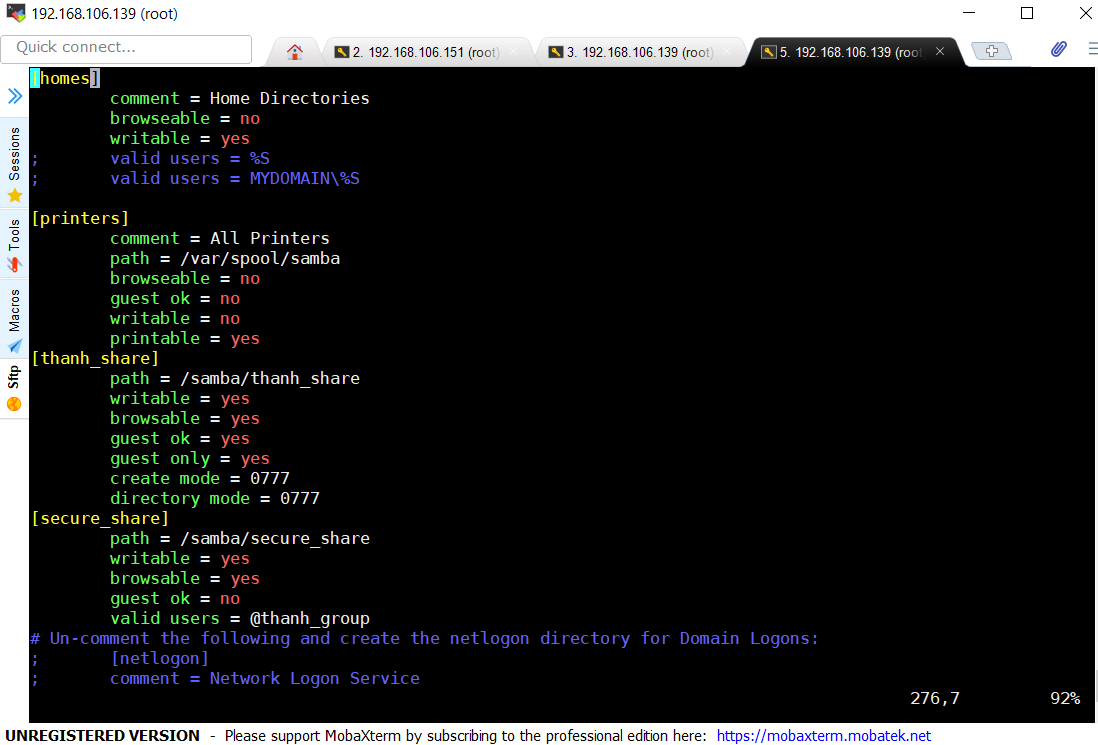 192.168.106.139 (root)
Quick connect...
2. 192.168.106.151 (root)
3. 192.168.106.139 (root)
5. 192.168.106.139 (root
Sessions
Tools
Macros
Sftp
[homes]
comment = Home Directories
browseable = no
writable = yes
; valid users = %S
; valid users = MYDOMAIN\%S
[printers]
comment = All Printers
path = /var/spool/samba
browseable = no
guest ok = no
writable = no
printable = yes
[thanh_share]
path = /samba/thanh_share
writable = yes
browsable = yes
guest ok = yes
guest only = yes
create mode = 0777
directory mode = 0777
[secure_share]
path = /samba/secure_share
writable = yes
browsable = yes
guest ok = no
valid users = @thanh_group
# Un-comment the following and create the netlogon directory for Domain Logons:
; [netlogon]
; comment = Network Logon Service
276,7 92%
UNREGISTERED VERSION - Please support MobaXterm by subscribing to the professional edition here: https://mobaxterm.mobatek.net